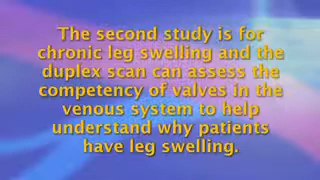 The second study is for
chronic leg swelling and the
duplex scan can assess the
competency of valves in the
venous system to help
understand why patients
have leg swelling.